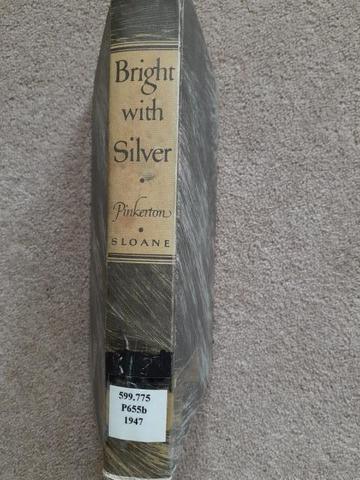 Bright
with
Silver
•
Pinkerton
•
SLOANE
599.775
P655b
1947